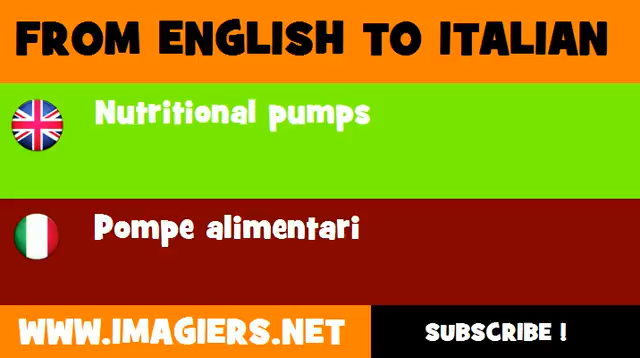 FROM ENGLISH TO ITALIAN
Nutritional pumps
Pompe alimentari
WWW.IMAGIERS.NET
SUBSCRIBE !